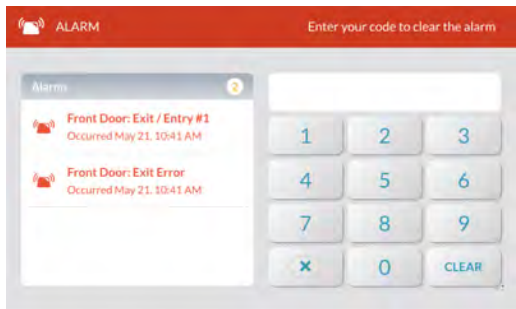 ALARM
Enter your code to clear the alarm
Alarms 2
Front Door: Exit / Entry #1
Occurred May 21, 10:41 AM
Front Door: Exit Error
Occurred May 21, 10:41 AM
1 2 3
4 5 6
7 8 9
× 0 CLEAR